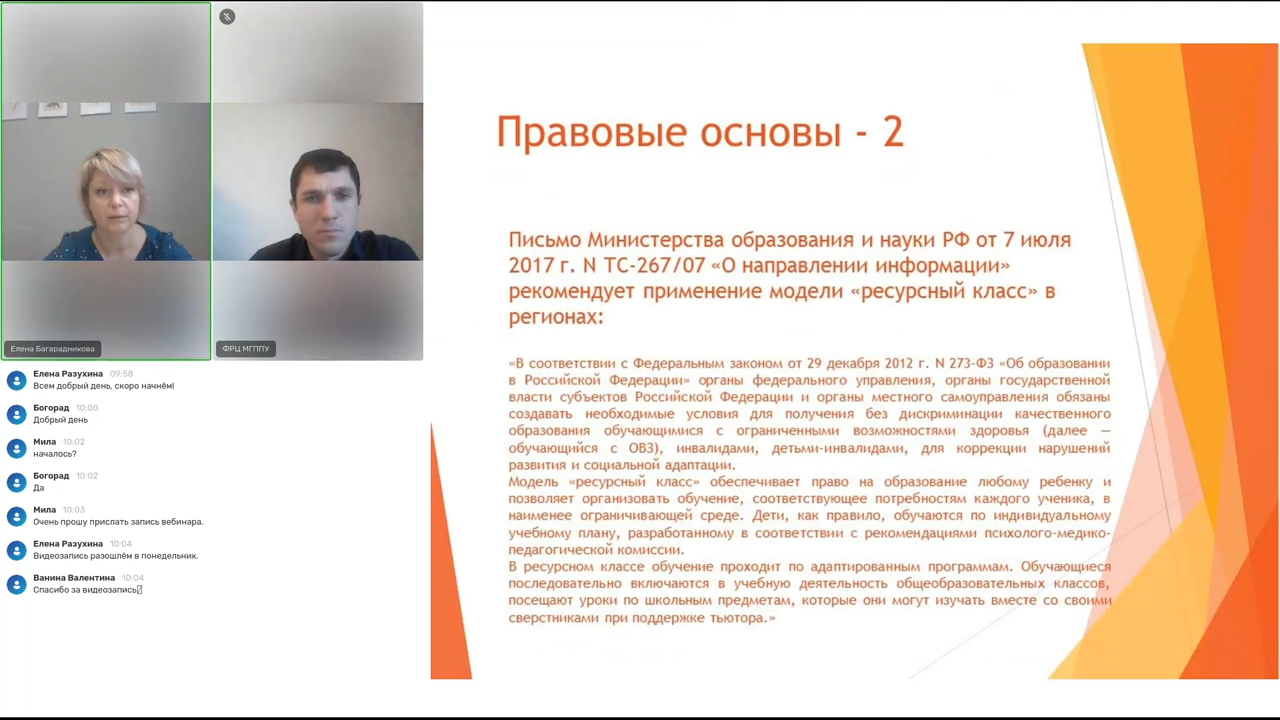 Елена Багарадникова
ФРЦ МГППУ
Елена Разухина 09:58
Всем добрый день, скоро начнём!
Богорад 10:00
Добрый день
Мила 10:02
началось?
Богорад 10:02
Да
Мила 10:03
Очень прошу прислать запись вебинара.
Елена Разухина 10:04
Видеозапись разошлём в понедельник.
Ванина Валентина 10:04
Спасибо за видеозапись
Правовые основы - 2
Письмо Министерства образования и науки РФ от 7 июля
2017 г. N ТС-267/07 «О направлении информации»
рекомендует применение модели «ресурсный класс» в
регионах:
«В соответствии с Федеральным законом от 29 декабря 2012 г. N 273-ФЗ «Об образовании
в Российской Федерации» органы федерального управления, органы государственной
власти субъектов Российской Федерации и органы местного самоуправления обязаны
создавать необходимые условия для получения без дискриминации качественного
образования обучающимися с ограниченными возможностями здоровья (далее —
обучающийся с ОВЗ), инвалидами, детьми-инвалидами, для коррекции нарушений
развития и социальной адаптации.
Модель «ресурсный класс» обеспечивает право на образование любому ребенку и
позволяет организовать обучение, соответствующее потребностям каждого ученика, в
наименее ограничивающей среде. Дети, как правило, обучаются по индивидуальному
учебному плану, разработанному в соответствии с рекомендациями психолого-медико-
педагогической комиссии.
В ресурсном классе обучение проходит по адаптированным программам. Обучающиеся
последовательно включаются в учебную деятельность общеобразовательных классов,
посещают уроки по школьным предметам, которые они могут изучать вместе со своими
сверстниками при поддержке тьютора.»